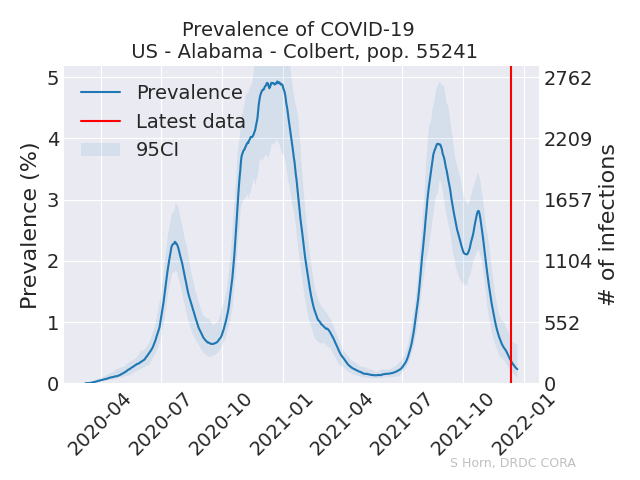 Prevalence of COVID-19
US - Alabama - Colbert, pop. 55241
Prevalence (%)
5
4
3
2
1
0
Prevalence
Latest data
95CI
2762
2209
1657
1104
552
0
# of infections
2020-04
2020-07
2020-10
2021-01
2021-04
2021-07
2021-10
2022-01
S Horn, DRDC CORA